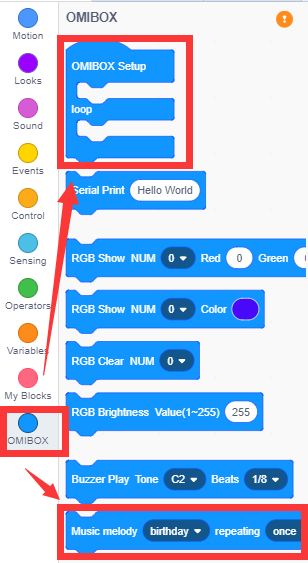 OMIBOX
Motion
Looks
Sound
Events
Control
Sensing
Operators
Variables
My Blocks
OMIBOX
OMIBOX Setup
loop
Serial Print Hello World
RGB Show NUM 0 Red 0 Green
RGB Show NUM 0 Color
RGB Clear NUM 0
RGB Brightness Value(1~255) 255
Buzzer Play Tone C2 Beats 1/8
Music melody birthday repeating once